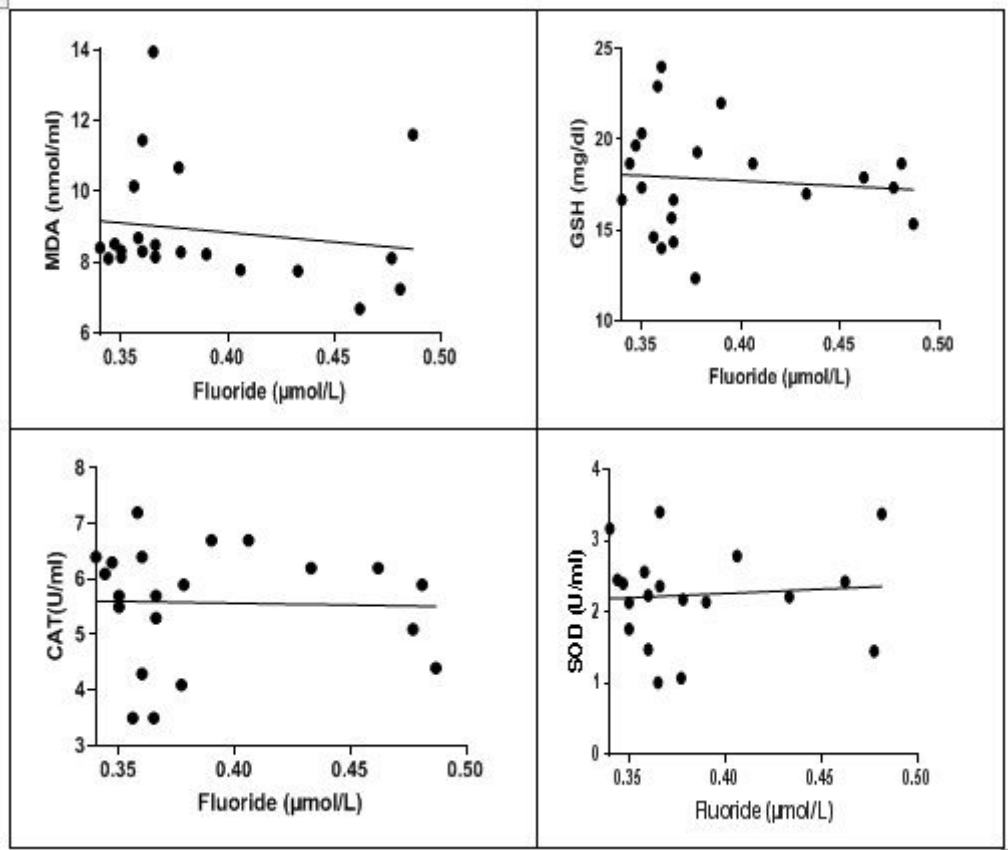 14
12
10
8
6
MDA (nmol/ml)
0.35 0.40 0.45 0.50
Fluoride (µmol/L)
25
20
15
10
GSH (mg/dl)
0.35 0.40 0.45 0.50
Fluoride (µmol/L)
8
7
6
5
4
3
CAT(U/ml)
0.35 0.40 0.45 0.50
Fluoride (µmol/L)
4
3
2
1
0
SOD (U/ml)
0.35 0.40 0.45 0.50
Fluoride (µmol/L)